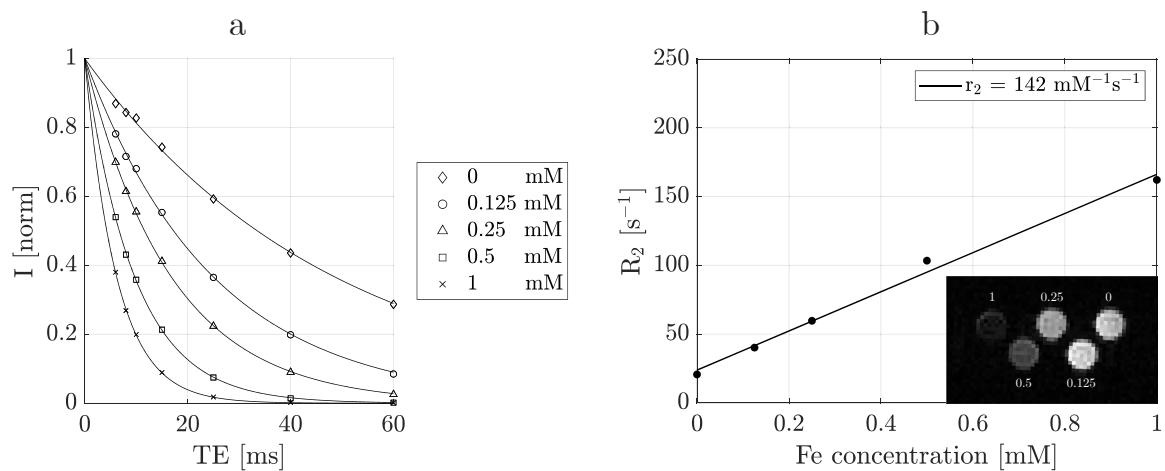 a
I [norm]
1
0.8
0.6
0.4
0.2
0
0 20 40 60
TE [ms]
0 mM
0.125 mM
0.25 mM
0.5 mM
1 mM
b
R₂ [s⁻¹]
250
200
150
100
50
0
0 0.2 0.4 0.6 0.8 1
Fe concentration [mM]
r₂ = 142 mM⁻¹s⁻¹
1 0.25 0
0.5 0.125